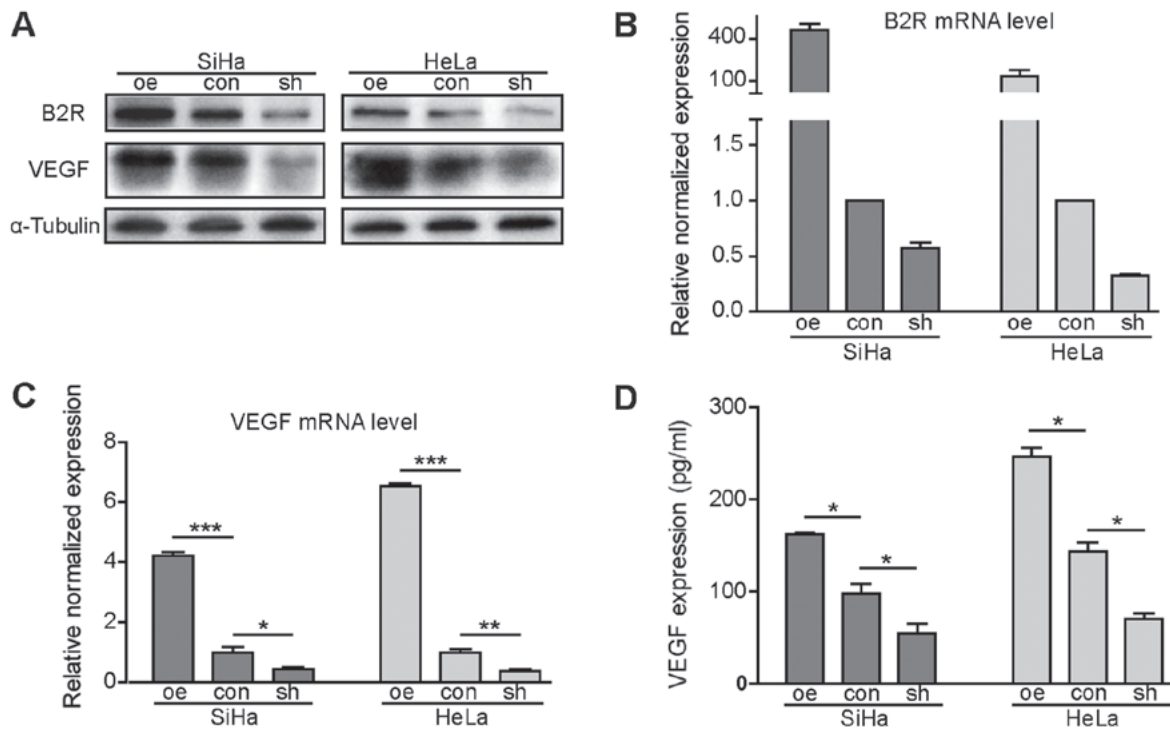 A
SiHa HeLa
oe con sh oe con sh
B2R
VEGF
α-Tubulin
B
B2R mRNA level
Relative normalized expression
400
100
1.5
1.0
0.5
0.0
oe con sh oe con sh
SiHa HeLa
C
VEGF mRNA level
Relative normalized expression
8
6
4
2
0
*** * *** **
oe con sh oe con sh
SiHa HeLa
D
VEGF expression (pg/ml)
300
200
100
0
* * * *
oe con sh oe con sh
SiHa HeLa